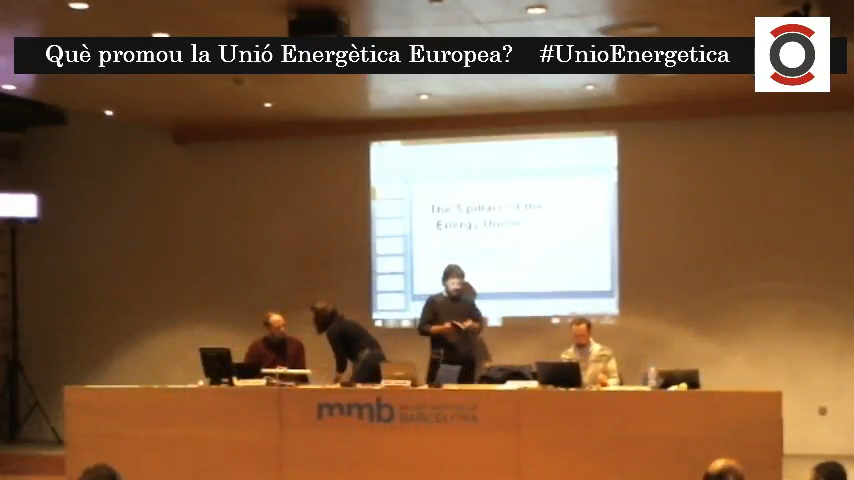 Què promou la Unió Energètica Europea? #UnioEnergetica
The 5 pillars of the
Energy Union
mmb
BARCELONA